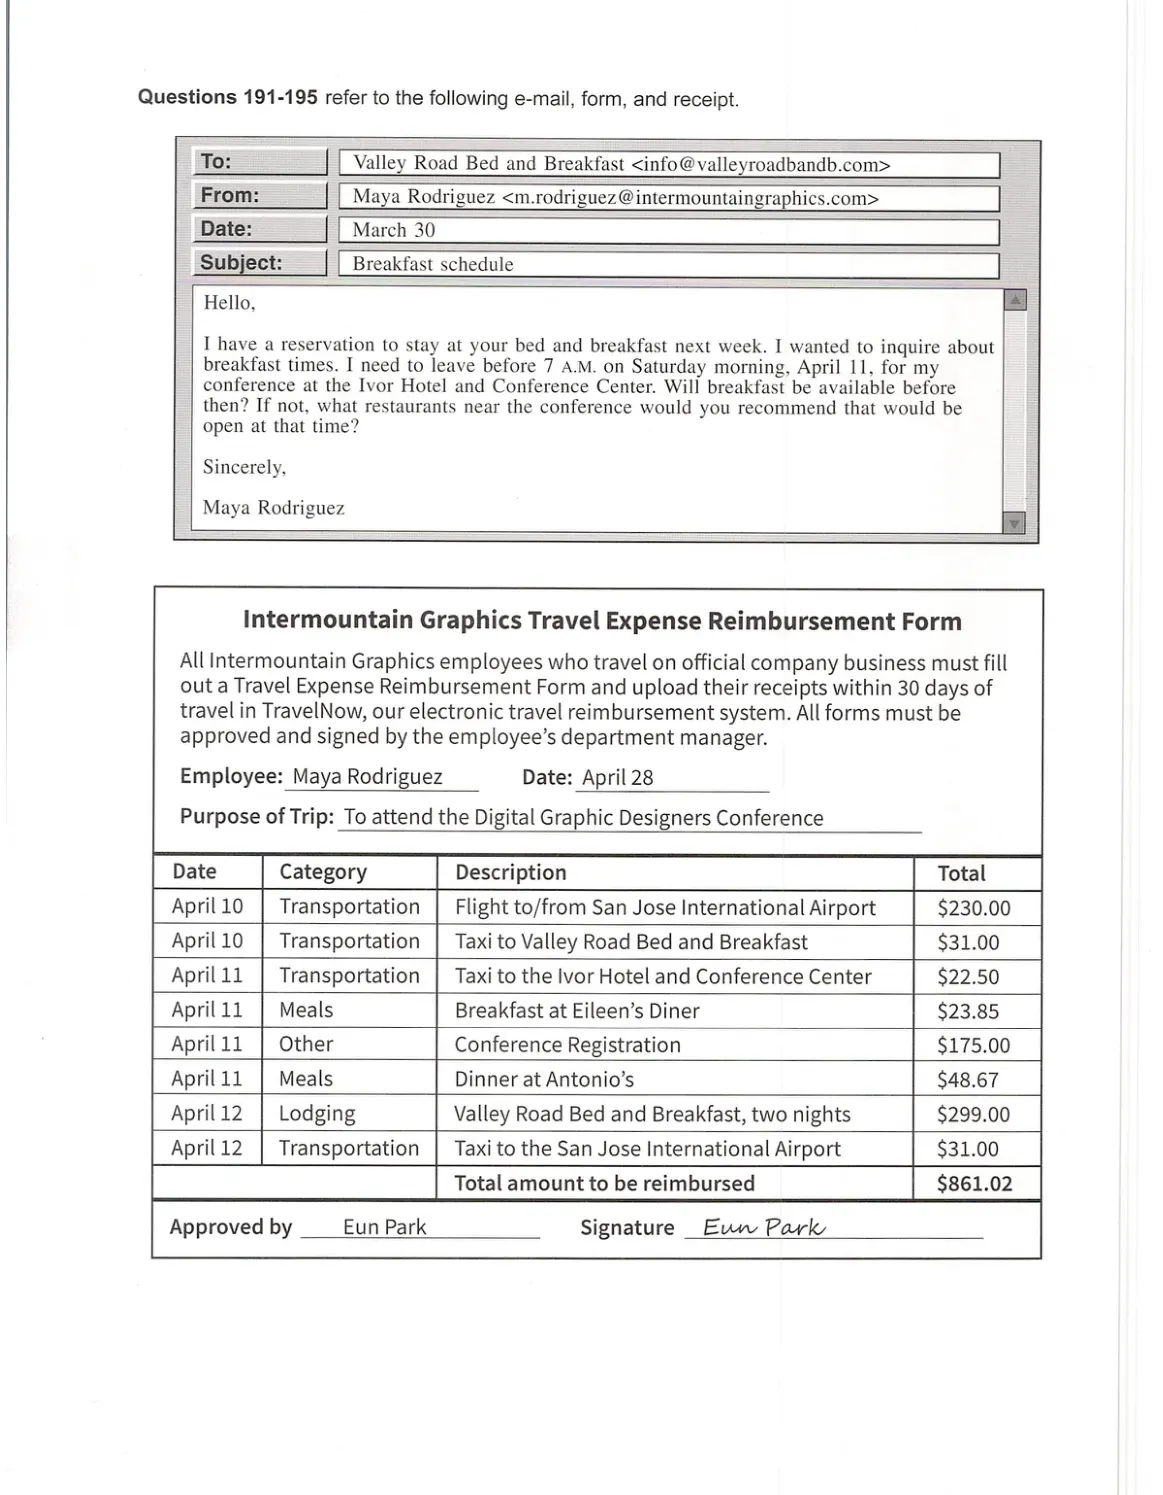 Questions 191-195 refer to the following e-mail, form, and receipt.
To: Valley Road Bed and Breakfast <info@valleyroadbandb.com>
From: Maya Rodriguez <m.rodriguez@intermountaingraphics.com>
Date: March 30
Subject: Breakfast schedule
Hello,
I have a reservation to stay at your bed and breakfast next week. I wanted to inquire about
breakfast times. I need to leave before 7 A.M. on Saturday morning, April 11, for my
conference at the Ivor Hotel and Conference Center. Will breakfast be available before
then? If not, what restaurants near the conference would you recommend that would be
open at that time?
Sincerely,
Maya Rodriguez
Intermountain Graphics Travel Expense Reimbursement Form
All Intermountain Graphics employees who travel on official company business must fill
out a Travel Expense Reimbursement Form and upload their receipts within 30 days of
travel in TravelNow, our electronic travel reimbursement system. All forms must be
approved and signed by the employee's department manager.
Employee: Maya Rodriguez Date: April 28
Purpose of Trip: To attend the Digital Graphic Designers Conference
Date Category Description Total
April 10 Transportation Flight to/from San Jose International Airport $230.00
April 10 Transportation Taxi to Valley Road Bed and Breakfast $31.00
April 11 Transportation Taxi to the Ivor Hotel and Conference Center $22.50
April 11 Meals Breakfast at Eileen's Diner $23.85
April 11 Other Conference Registration $175.00
April 11 Meals Dinner at Antonio's $48.67
April 12 Lodging Valley Road Bed and Breakfast, two nights $299.00
April 12 Transportation Taxi to the San Jose International Airport $31.00
Total amount to be reimbursed $861.02
Approved by Eun Park Signature Eun Park